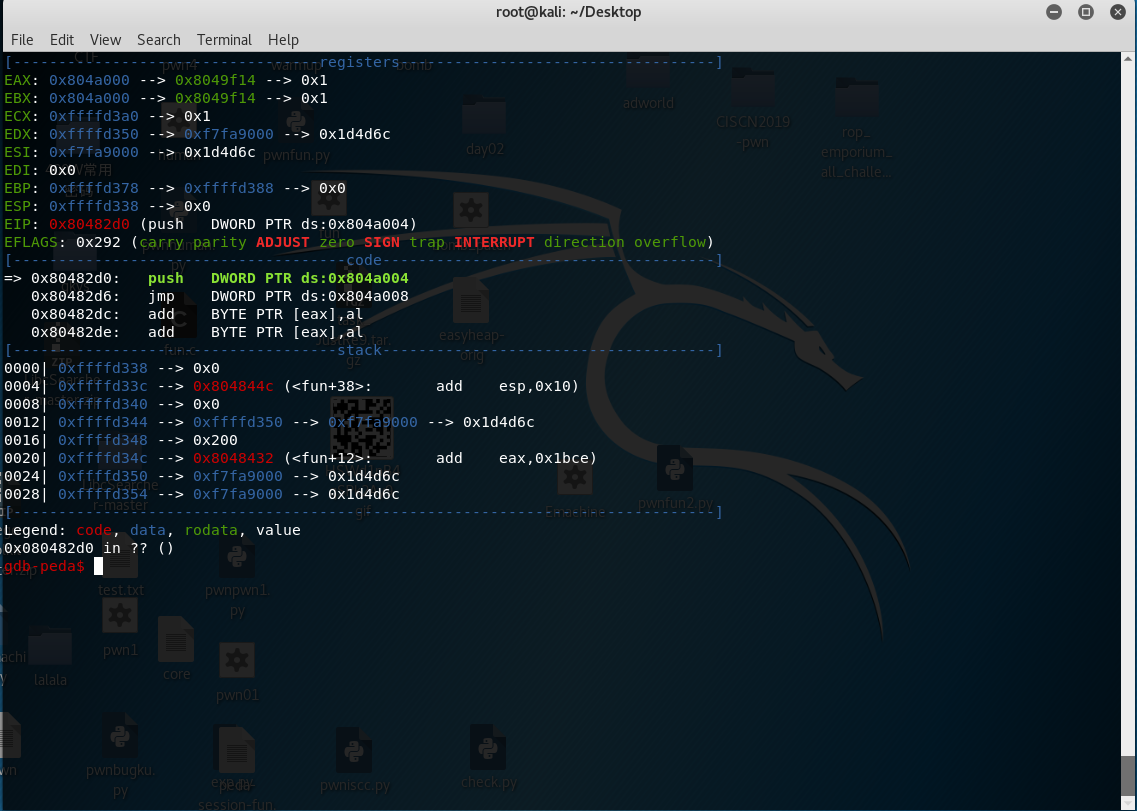 root@kali: ~/Desktop
File Edit View Search Terminal Help
[----------------------------------registers-----------------------------------]
EAX: 0x804a000 --> 0x8049f14 --> 0x1
EBX: 0x804a000 --> 0x8049f14 --> 0x1
ECX: 0xffffd3a0 --> 0x1
EDX: 0xffffd350 --> 0xf7fa9000 --> 0x1d4d6c
ESI: 0xf7fa9000 --> 0x1d4d6c
EDI: 0x0
EBP: 0xffffd378 --> 0xffffd388 --> 0x0
ESP: 0xffffd338 --> 0x0
EIP: 0x80482d0 (push   DWORD PTR ds:0x804a004)
EFLAGS: 0x292 (carry parity ADJUST zero SIGN trap INTERRUPT direction overflow)
[-------------------------------------code-------------------------------------]
=> 0x80482d0:   push   DWORD PTR ds:0x804a004
   0x80482d6:   jmp    DWORD PTR ds:0x804a008
   0x80482dc:   add    BYTE PTR [eax],al
   0x80482de:   add    BYTE PTR [eax],al
[------------------------------------stack-------------------------------------]
0000| 0xffffd338 --> 0x0
0004| 0xffffd33c --> 0x804844c (<fun+38>:       add    esp,0x10)
0008| 0xffffd340 --> 0x0
0012| 0xffffd344 --> 0xffffd350 --> 0xf7fa9000 --> 0x1d4d6c
0016| 0xffffd348 --> 0x200
0020| 0xffffd34c --> 0x8048432 (<fun+12>:       add    eax,0x1bce)
0024| 0xffffd350 --> 0xf7fa9000 --> 0x1d4d6c
0028| 0xffffd354 --> 0xf7fa9000 --> 0x1d4d6c
[------------------------------------------------------------------------------]
Legend: code, data, rodata, value
0x080482d0 in ?? ()
gdb-peda$
adworld
CISCN2019
-pwn
rop_
emporium_
all_challe...
day02
pwnfun.py
easyheap-
orig
pwnfun2.py
test.txt
pwnpwn1.
py
pwn1
core
lalala
pwn01
pwnbugku.
py
session-fun.
pwniscc.py
check.py